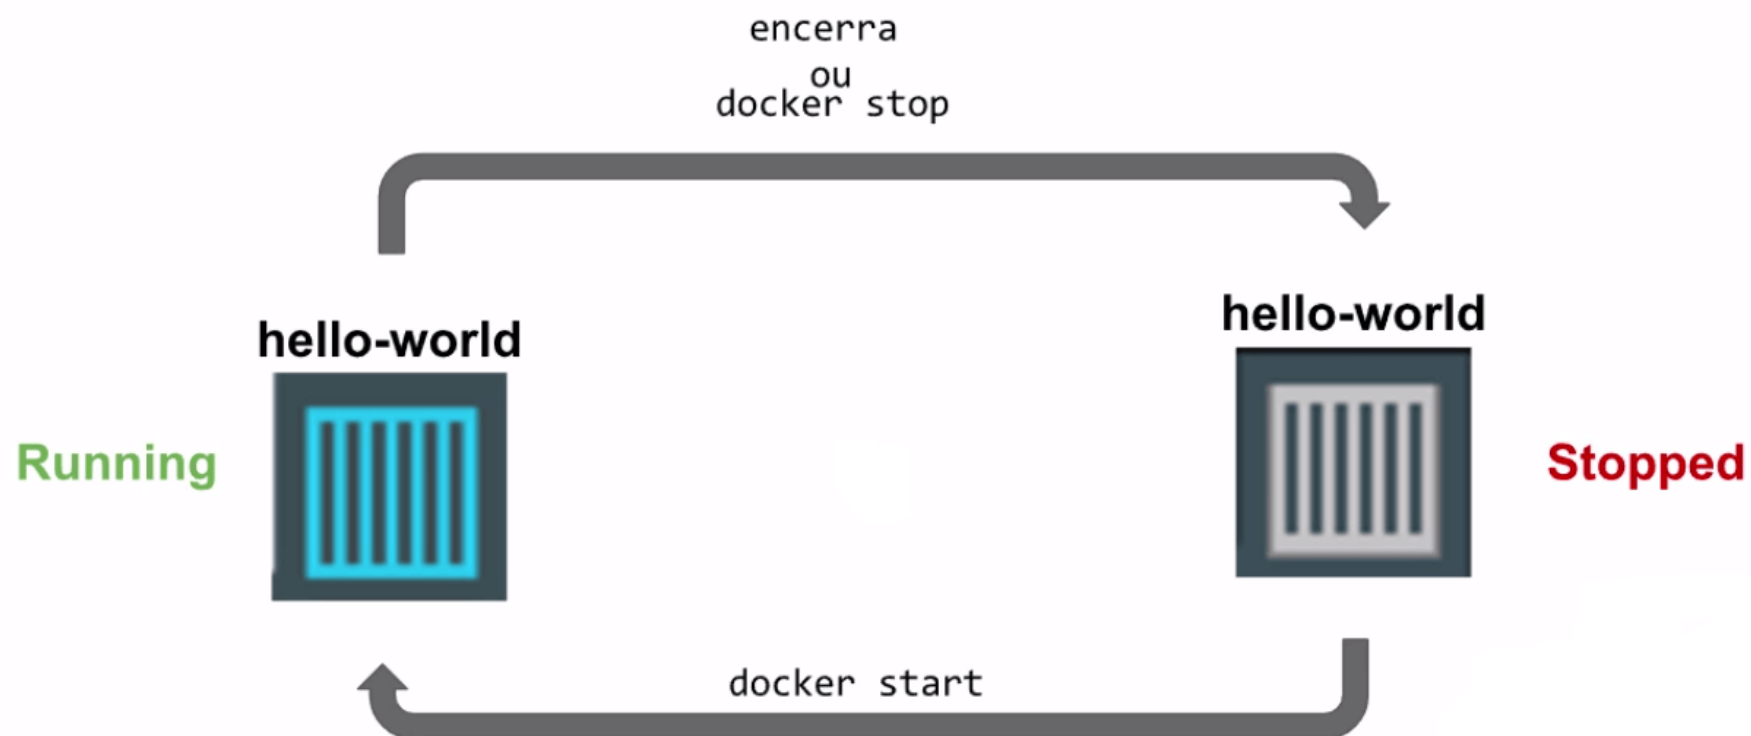 encerra
ou
docker stop
hello-world
hello-world
Running
Stopped
docker start